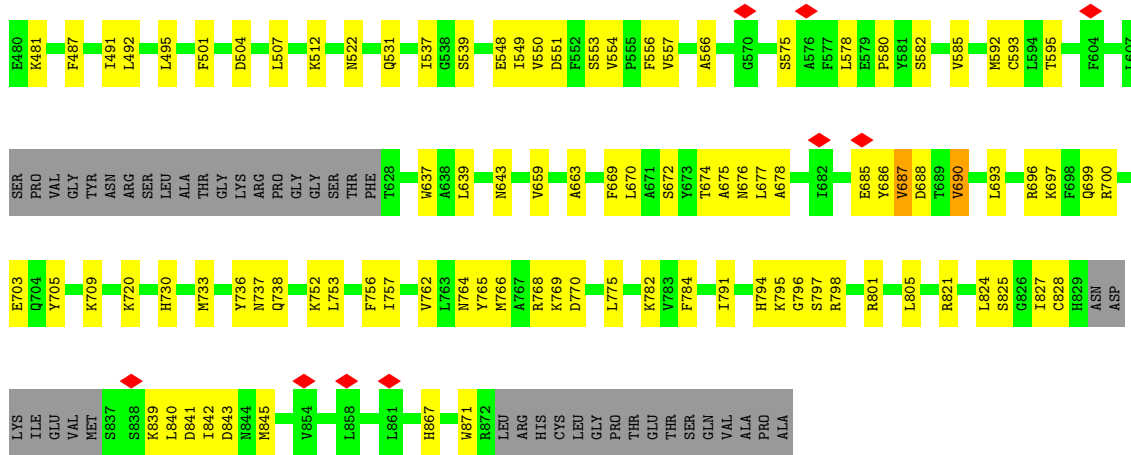 E480 K481 F487 I491 L492 L495 F501 D504 L507 K512 N522 Q531 I537 G538 S539 E548 I549 V550 D551 F552 S553 V554 P555 F556 V557 A566 G570 S575 A576 F577 L578 E579 P580 Y581 S582 V585 M592 C593 L594 T595 F604 L607
SER PRO VAL GLY TYR ASN ARG SER LEU ALA THR GLY LYS ARG PRO GLY GLY SER THR PHE T628 W637 A638 L639 N643 V659 A663 F669 L670 A671 S672 Y673 T674 A675 N676 L677 A678 I682 E685 Y686 V687 D688 T689 V690 L693 R696 K697 F698 Q699 R700
E703 Q704 Y705 K709 K720 H730 M733 Y736 N737 Q738 K752 L753 F756 I757 V762 L763 N764 Y765 M766 A767 R768 K769 D770 L775 K782 V783 F784 I791 H794 K795 G796 S797 R798 R801 L805 R821 L824 S825 G826 I827 C828 H829 ASN ASP
LYS ILE GLU VAL MET S837 S838 K839 L840 D841 I842 D843 N844 M845 V854 L858 L861 H867 W871 R872 LEU ARG HIS CYS LEU GLY PRO THR GLU THR SER GLN VAL ALA PRO ALA